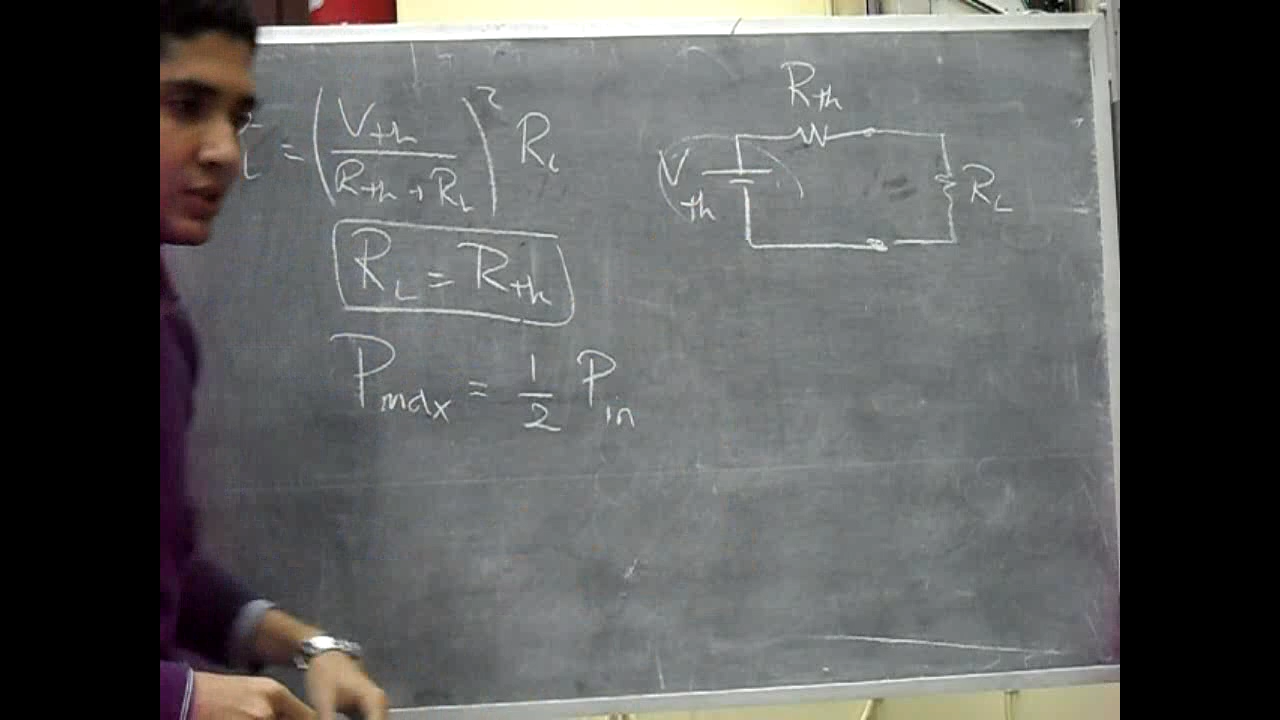 = (V_th / (R_th + R_L))² R_L
R_L = R_th
P_max = 1/2 P_in
R_th
V_th
R_L